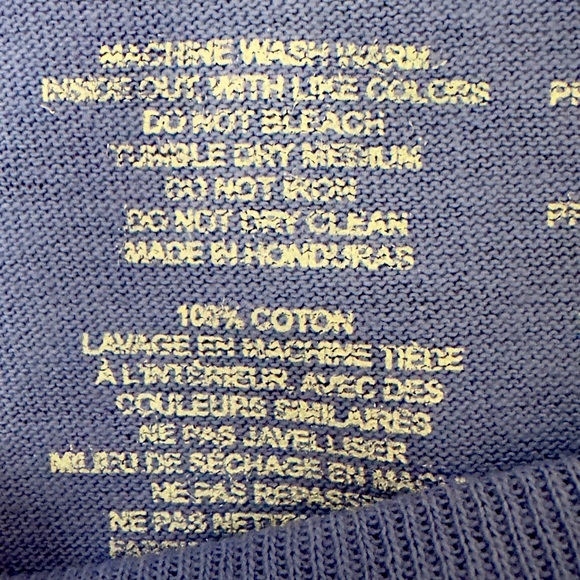 MACHINE WASH WARM
INSIDE OUT, WITH LIKE COLORS
DO NOT BLEACH
TUMBLE DRY MEDIUM
DO NOT IRON
DO NOT DRY CLEAN
MADE IN HONDURAS
100% COTON
LAVAGE EN MACHINE TIÈDE
À L'INTÉRIEUR, AVEC DES
COULEURS SIMILAIRES
NE PAS JAVELLISER
MILIEU DE SÉCHAGE EN
NE PAS
NE PAS